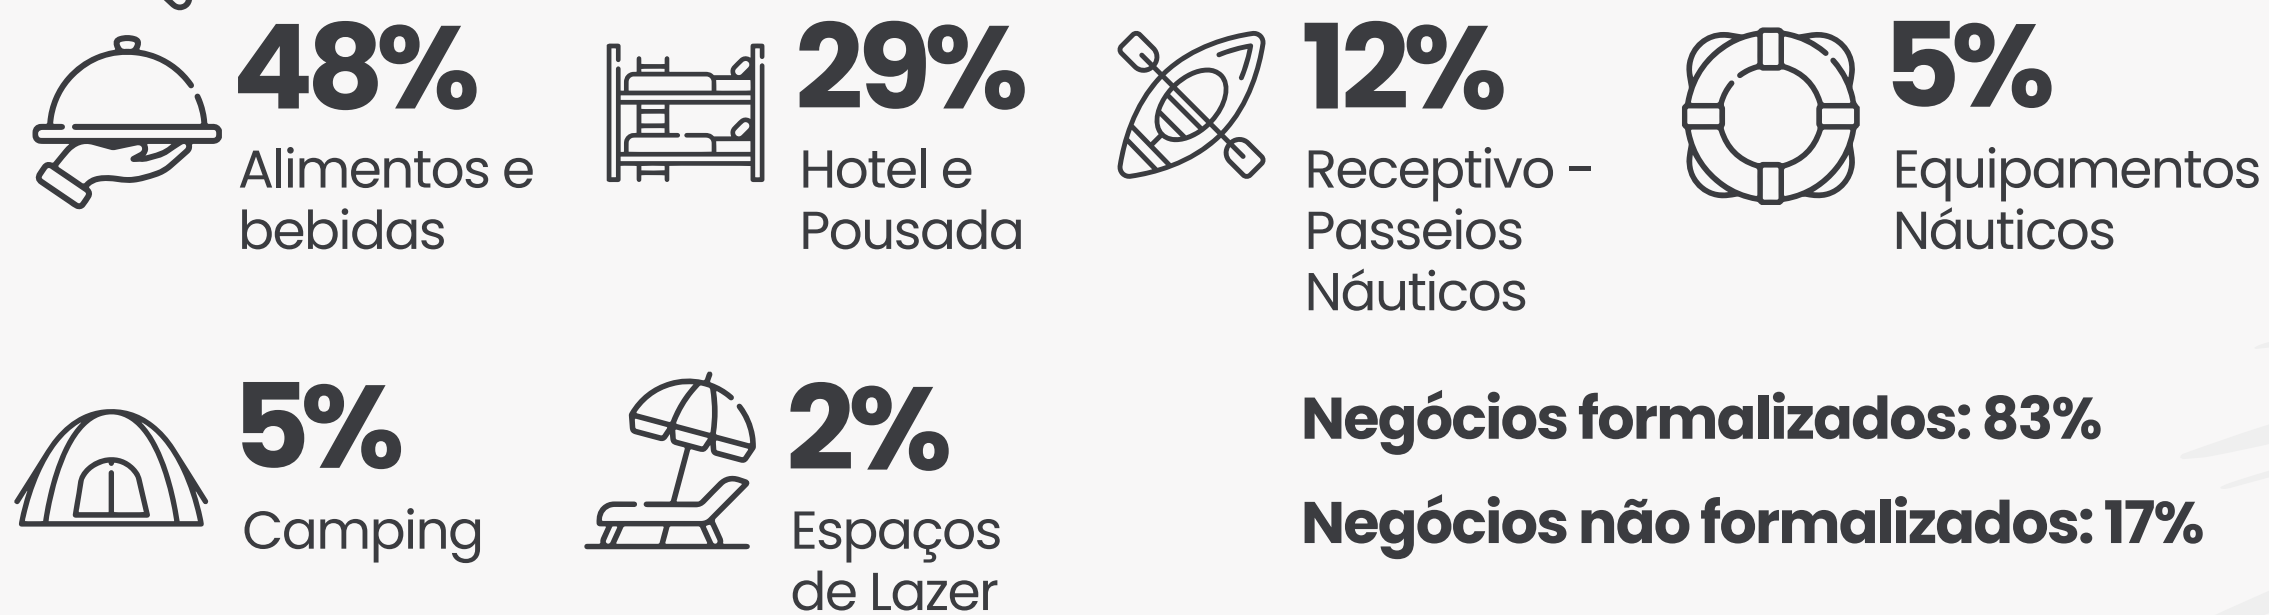 48%
Alimentos e
bebidas
29%
Hotel e
Pousada
12%
Receptivo -
Passeios
Náuticos
5%
Equipamentos
Náuticos
5%
Camping
2%
Espaços
de Lazer
Negócios formalizados: 83%
Negócios não formalizados: 17%